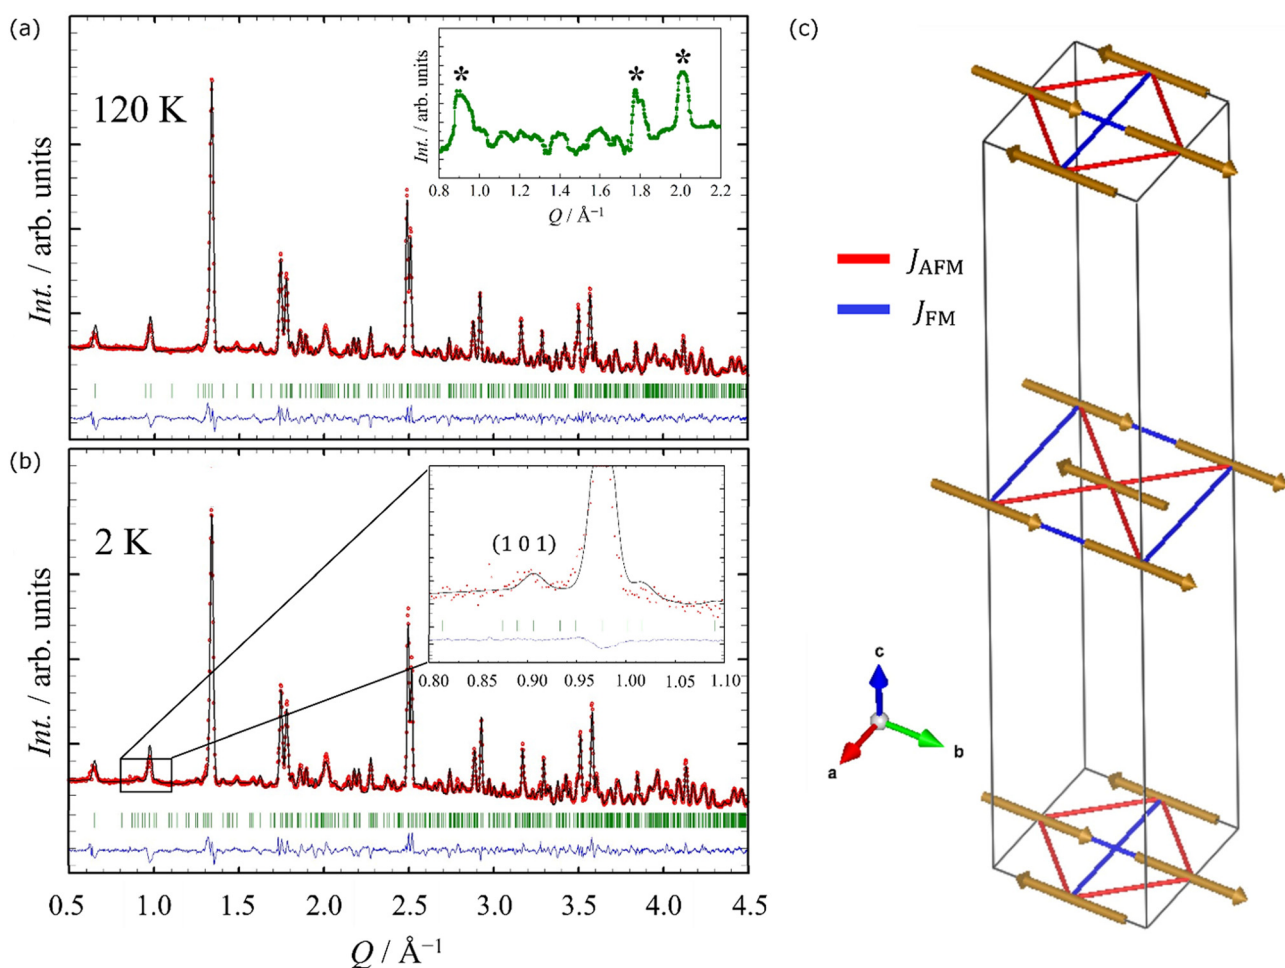 (a)
120 K
Int. / arb. units
Int. / arb. units
* * *
0.8 1.0 1.2 1.4 1.6 1.8 2.0 2.2
Q / Å⁻¹
(b)
2 K
Int. / arb. units
(1 0 1)
0.80 0.85 0.90 0.95 1.00 1.05 1.10
0.5 1.0 1.5 2.0 2.5 3.0 3.5 4.0 4.5
Q / Å⁻¹
(c)
J_AFM
J_FM
c
b
a